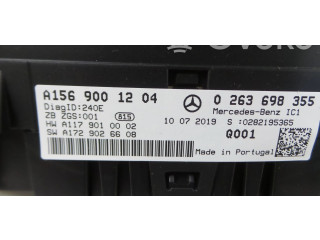 A156 900 12 04
0 263 698 355
DiagID:240E
Mercedes-Benz IC1
ZB ZGS:001
815
10 07 2019
S :0282195365
HW A117 901 00 02
Q001
SW A172 902 66 08
Made in Portugal